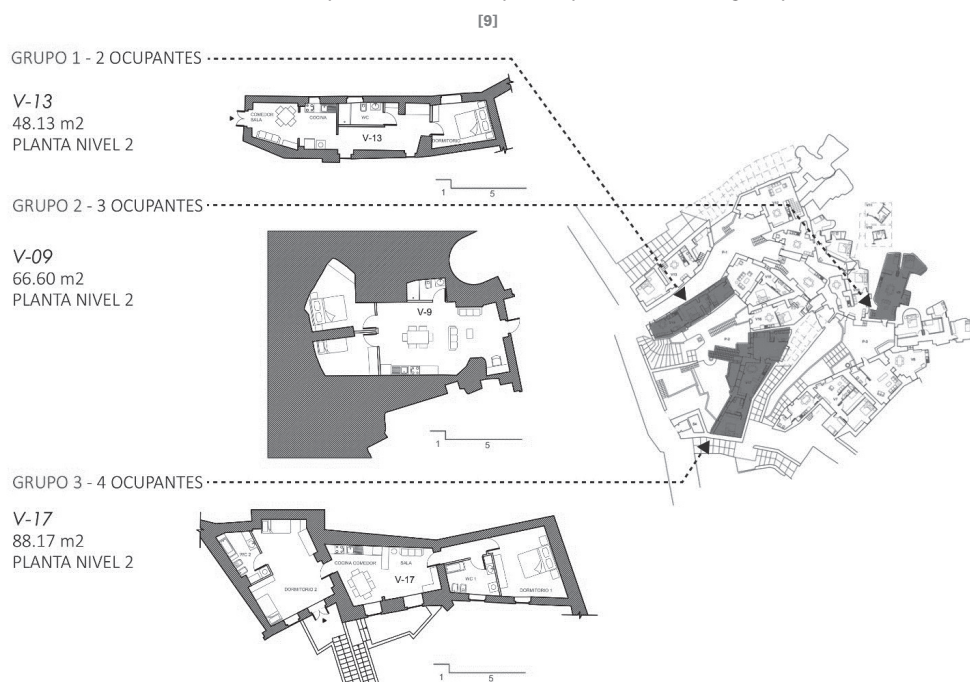 [9]
GRUPO 1 - 2 OCUPANTES
V-13
48.13 m2
PLANTA NIVEL 2
COMEDOR
SALA
COCINA
WC
V-13
DORMITORIO
1
5
GRUPO 2 - 3 OCUPANTES
V-09
66.60 m2
PLANTA NIVEL 2
V-9
1
5
GRUPO 3 - 4 OCUPANTES
V-17
88.17 m2
PLANTA NIVEL 2
WC 2
DORMITORIO 2
COCINA COMEDOR
SALA
V-17
WC 1
DORMITORIO 1
1
5